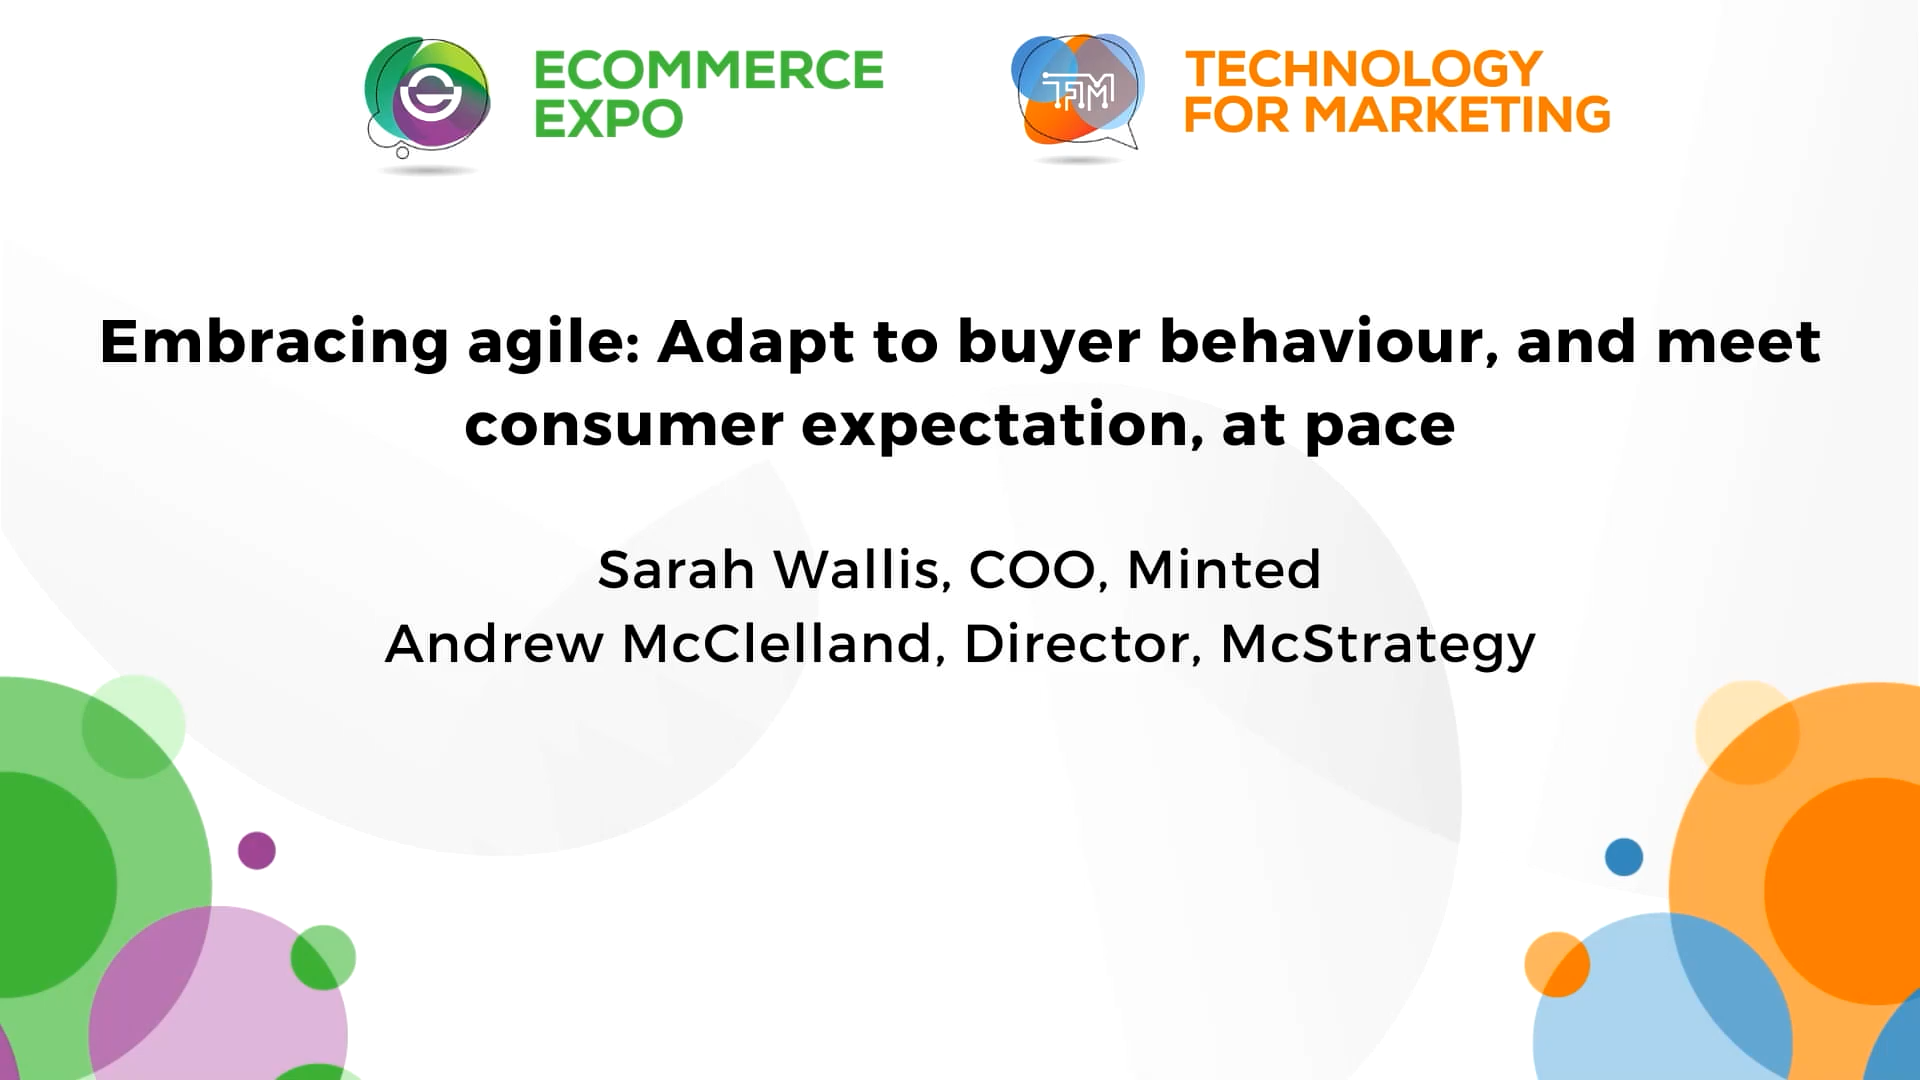 ECOMMERCE
EXPO
TFM
TECHNOLOGY
FOR MARKETING
Embracing agile: Adapt to buyer behaviour, and meet
consumer expectation, at pace
Sarah Wallis, COO, Minted
Andrew McClelland, Director, McStrategy